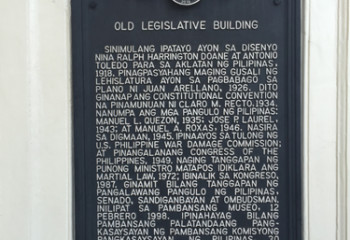 OLD LEGISLATIVE BUILDING
SINIMULANG IPATAYO AYON SA DISENYO
NINA RALPH HARRINGTON DOANE AT ANTONIO
TOLEDO PARA SA AKLATAN NG PILIPINAS,
1918. PINAGPASYAHANG MAGING GUSALI NG
LEHISLATURA AYON SA PAGBABAGO SA
PLANO NI JUAN ARELLANO, 1926. DITO
GINANAP ANG CONSTITUTIONAL CONVENTION
NA PINAMUNUAN NI CLARO M. RECTO, 1934.
NANUMPA ANG MGA PANGULO NG PILIPINAS:
MANUEL L. QUEZON, 1935; JOSE P. LAUREL,
1943; AT MANUEL A. ROXAS, 1946. NASIRA
SA DIGMAAN, 1945. IPINAAYOS SA TULONG NG
U.S. PHILIPPINE WAR DAMAGE COMMISSION;
AT PINANGALANANG CONGRESS OF THE
PHILIPPINES, 1949. NAGING TANGGAPAN NG
PUNONG MINISTRO MATAPOS IDIKLARA ANG
MARTIAL LAW, 1972; IBINALIK SA KONGRESO,
1987. GINAMIT BILANG TANGGAPAN NG
PANGALAWANG PANGULO NG PILIPINAS,
SENADO, SANDIGANBAYAN AT OMBUDSMAN.
INILIPAT SA PAMBANSANG MUSEO, 12
PEBRERO 1998. IPINAHAYAG BILANG
PAMBANSANG PALATANDAANG PANG-
KASAYSAYAN NG PAMBANSANG KOMISYONG
PANGKASAYSAYAN NG PILIPINAS, 30